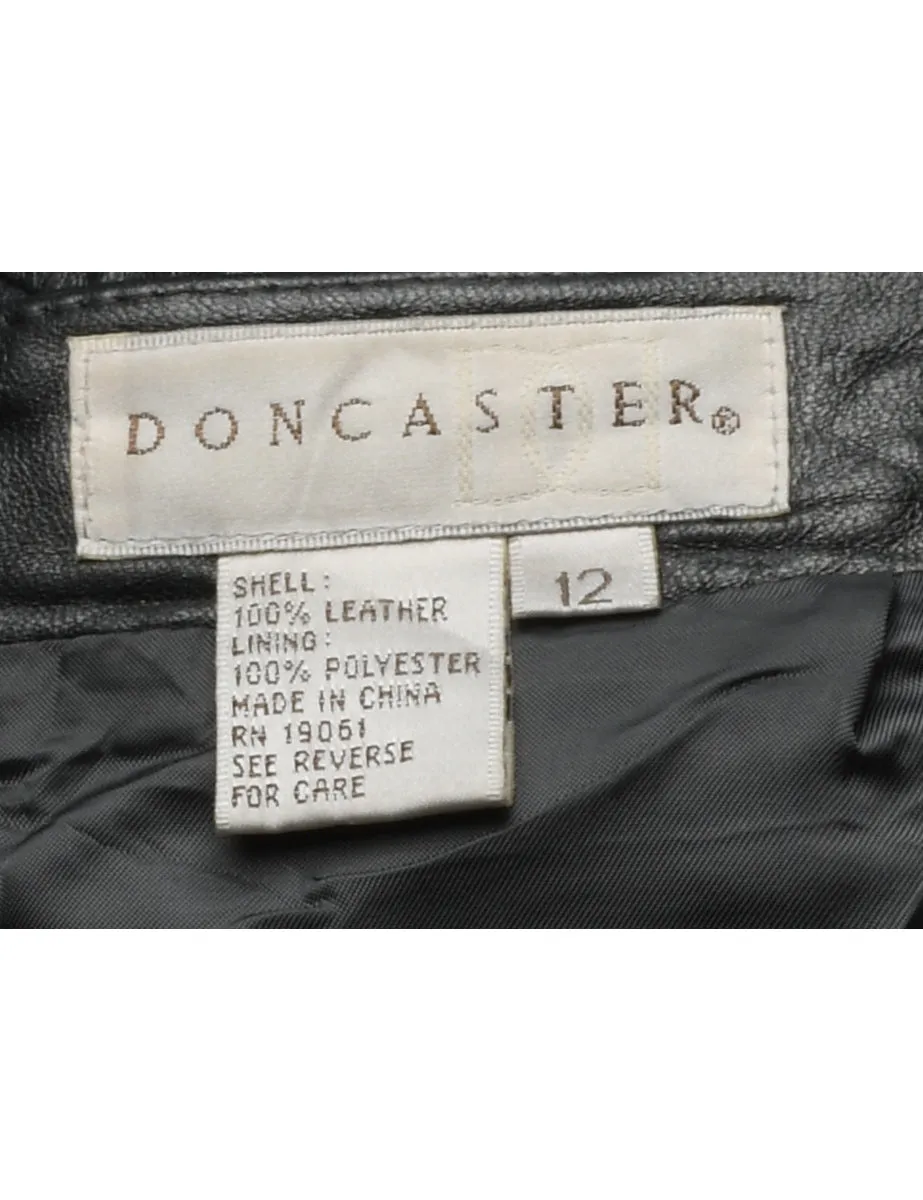 DONCASTER®
12
SHELL:
100% LEATHER
LINING:
100% POLYESTER
MADE IN CHINA
RN 19061
SEE REVERSE
FOR CARE